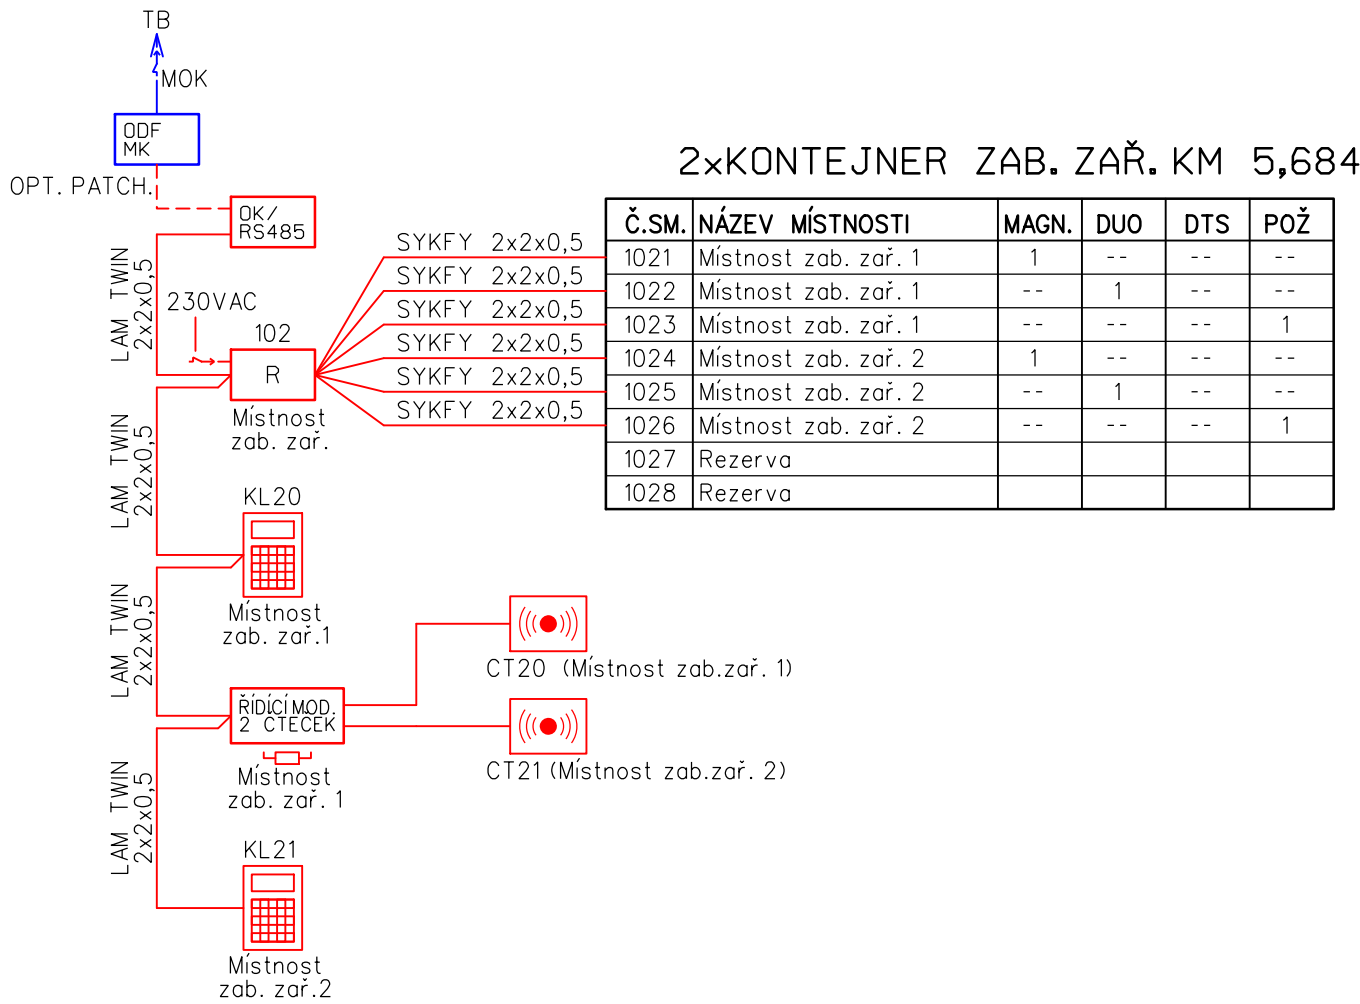 TB
MOK
ODF
MK
OPT. PATCH.
OK/
RS485
LAM TWIN
2x2x0,5
230VAC
102
R
Místnost
zab. zař.
SYKFY 2x2x0,5
SYKFY 2x2x0,5
SYKFY 2x2x0,5
SYKFY 2x2x0,5
SYKFY 2x2x0,5
SYKFY 2x2x0,5
2xKONTEJNER ZAB. ZAŘ. KM 5,684
Č.SM. NÁZEV MÍSTNOSTI MAGN. DUO DTS POŽ
1021 Místnost zab. zař. 1 1 -- -- --
1022 Místnost zab. zař. 1 -- 1 -- --
1023 Místnost zab. zař. 1 -- -- -- 1
1024 Místnost zab. zař. 2 1 -- -- --
1025 Místnost zab. zař. 2 -- 1 -- --
1026 Místnost zab. zař. 2 -- -- -- 1
1027 Rezerva
1028 Rezerva
LAM TWIN
2x2x0,5
KL20
Místnost
zab. zař.1
LAM TWIN
2x2x0,5
CT20 (Místnost zab.zař. 1)
ŘÍDÍCÍ MOD.
2 ČTEČEK
Místnost
zab. zař. 1
CT21 (Místnost zab.zař. 2)
LAM TWIN
2x2x0,5
KL21
Místnost
zab. zař.2